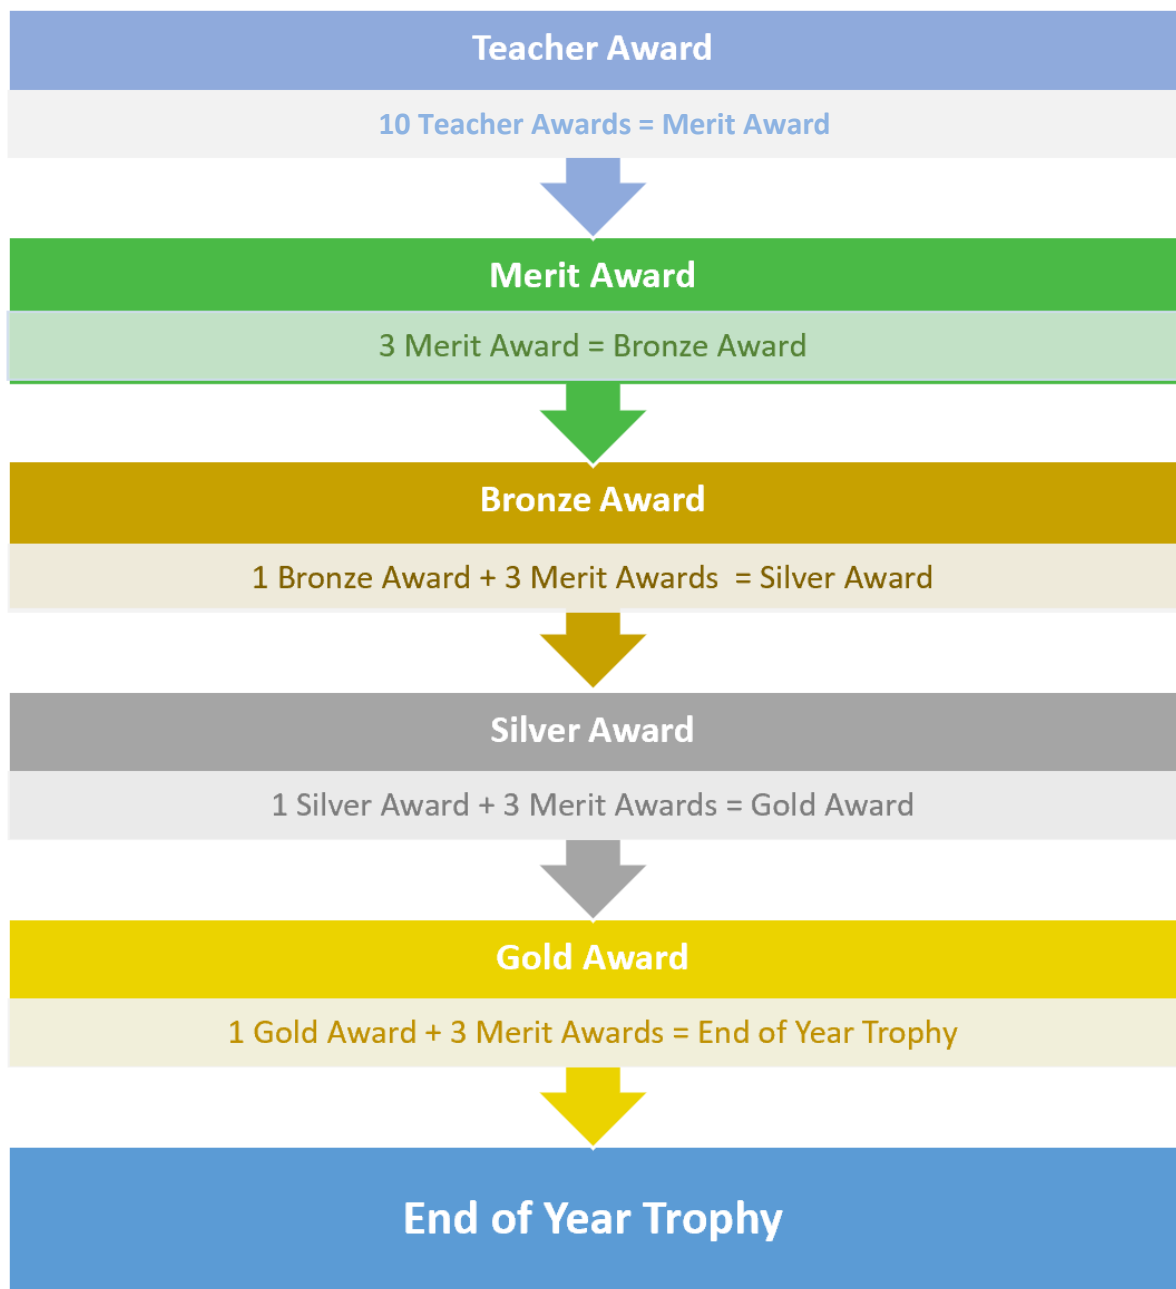 Teacher Award
10 Teacher Awards = Merit Award
Merit Award
3 Merit Award = Bronze Award
Bronze Award
1 Bronze Award + 3 Merit Awards  = Silver Award
Silver Award
1 Silver Award + 3 Merit Awards = Gold Award
Gold Award
1 Gold Award + 3 Merit Awards = End of Year Trophy
End of Year Trophy